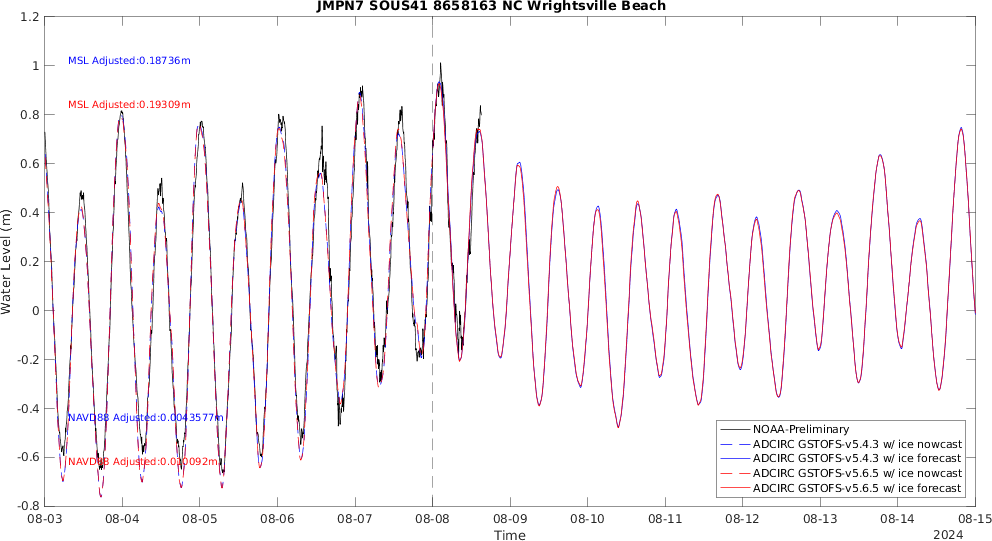 JMPN7 SOUS41 8658163 NC Wrightsville Beach
1.2
1
0.8
0.6
0.4
0.2
0
-0.2
-0.4
-0.6
-0.8
Water Level (m)
MSL Adjusted:0.18736m
MSL Adjusted:0.19309m
NAVD88 Adjusted:0.0043577m
NAVD88 Adjusted:
NOAA-Preliminary
ADCIRC GSTOFS-v5.4.3 w/ ice nowcast
ADCIRC GSTOFS-v5.4.3 w/ ice forecast
ADCIRC GSTOFS-v5.6.5 w/ ice nowcast
ADCIRC GSTOFS-v5.6.5 w/ ice forecast
08-03 08-04 08-05 08-06 08-07 08-08 08-09 08-10 08-11 08-12 08-13 08-14 08-15
Time
2024